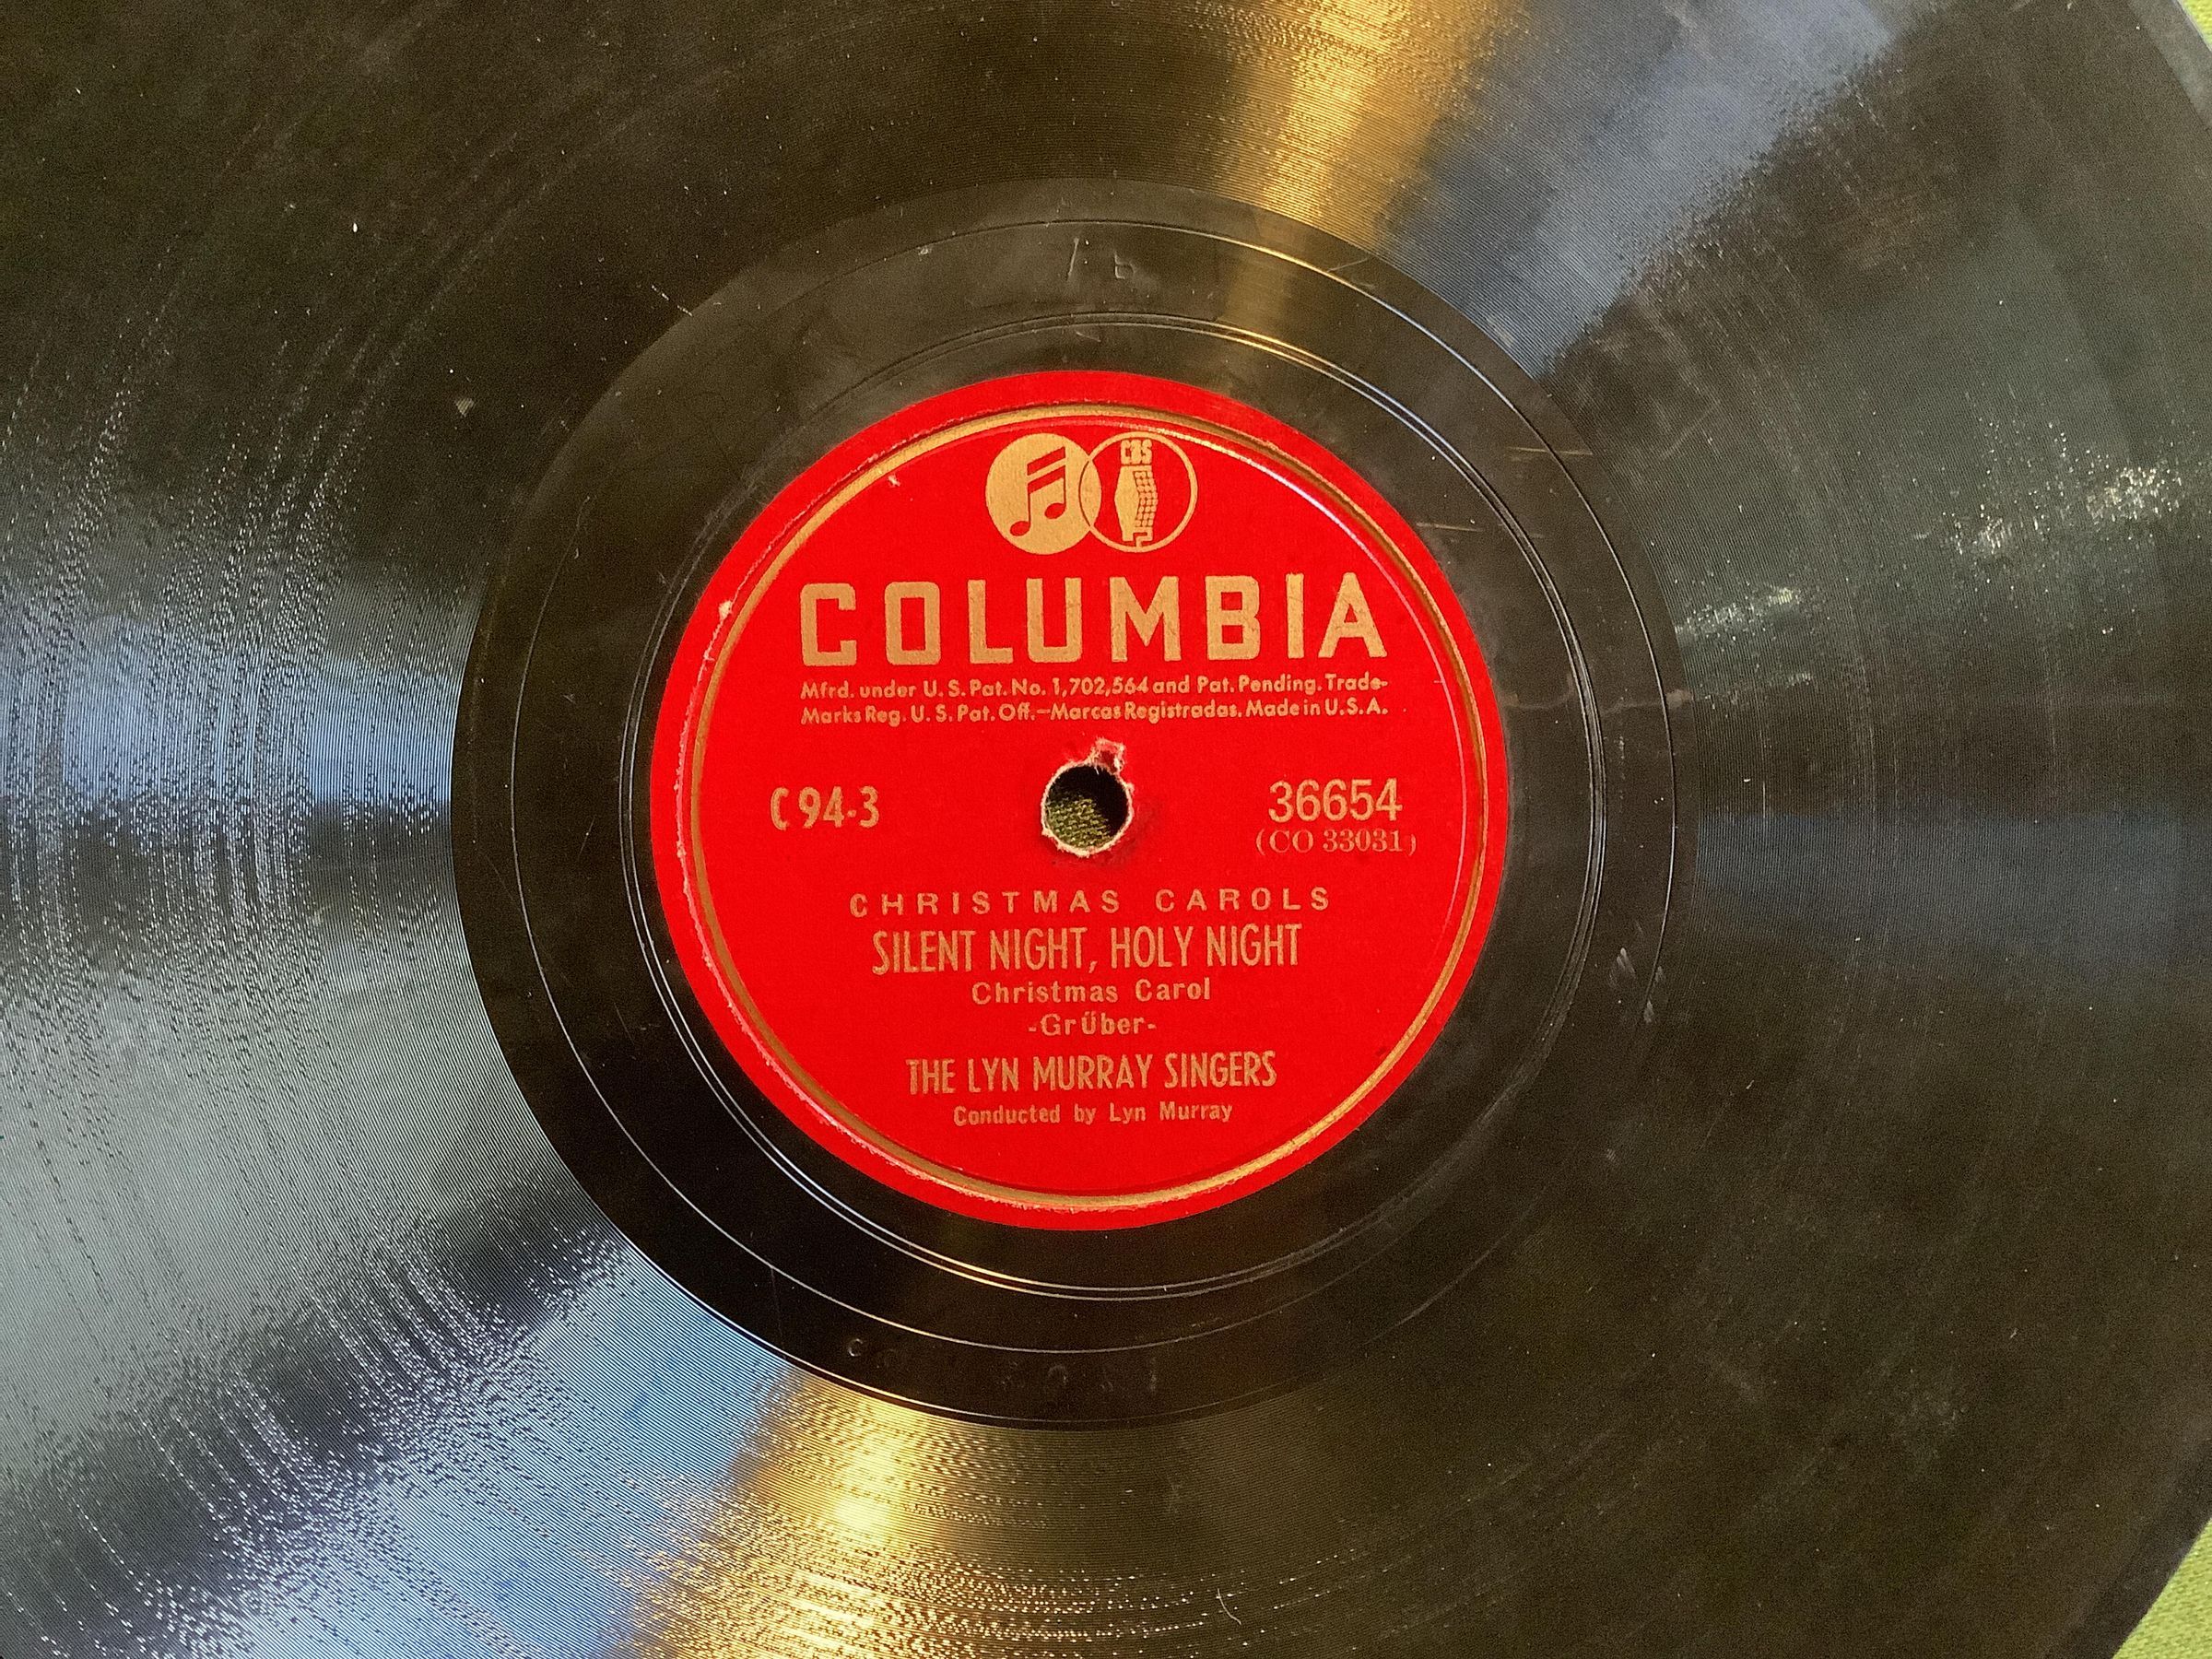 1 b
CBS
COLUMBIA
Mfrd. under U. S. Pat. No. 1,702,564 and Pat. Pending. Trade-
Marks Reg. U. S. Pat. Off.—Marcas Registradas. Made in U. S. A.
C 94-3
36654
(CO 33031)
CHRISTMAS CAROLS
SILENT NIGHT, HOLY NIGHT
Christmas Carol
-Grűber-
THE LYN MURRAY SINGERS
Conducted by Lyn Murray